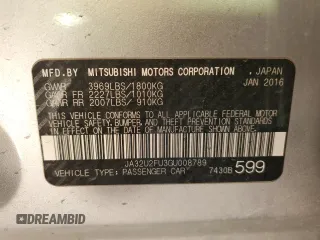 MFD.BY MITSUBISHI MOTORS CORPORATION, JAPAN
JAN 2016
GVWR 3969LBS/1800KG
GAWR FR 2227LBS/1010KG
GAWR RR 2007LBS/ 910KG
THIS VEHICLE CONFORMS TO ALL APPLICABLE FEDERAL MOTOR VEHICLE SAFETY, BUMPER, AND THEFT PREVENTION STANDARDS IN EFFECT ON THE DATE OF MANUFACTURE SHOWN ABOVE.
JA32U2FU3GU008789
VEHICLE TYPE: PASSENGER CAR 7430B 599
DREAMBID